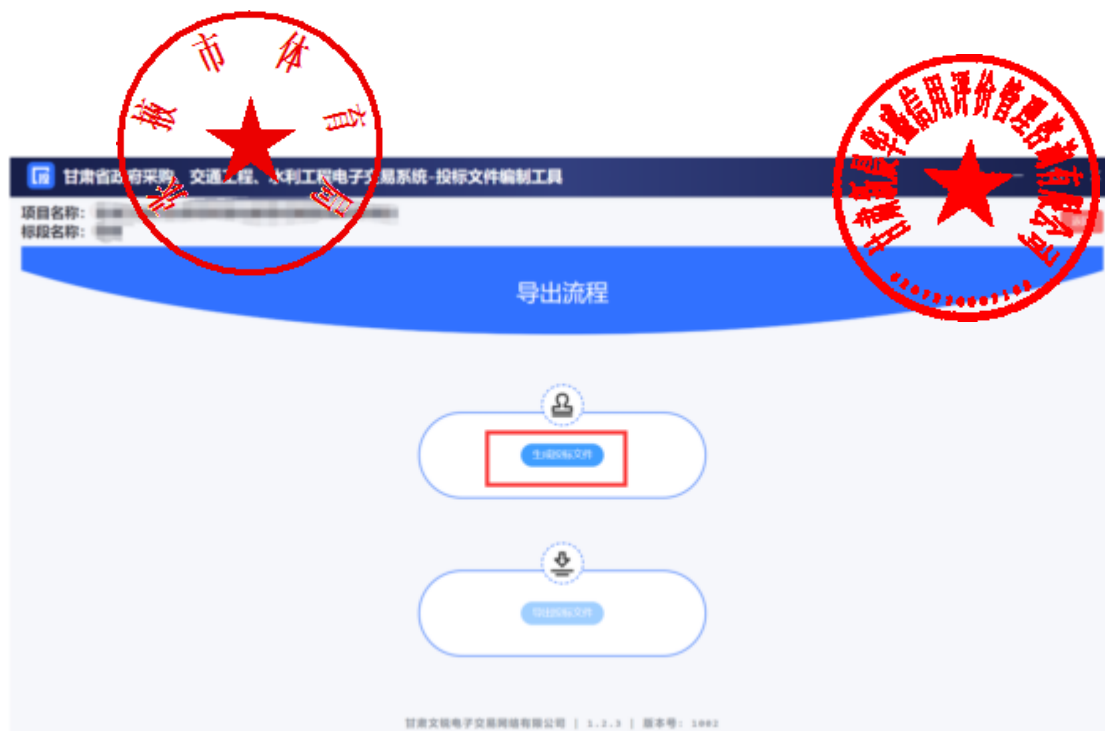 张掖市体育局
甘肃省政府采购、交通工程、水利工程电子交易系统-投标文件编制工具
项目名称:
标段名称:
导出流程
生成投标文件
导出投标文件
甘肃文锐电子交易网络有限公司 | 1.2.3 | 版本号: 1002